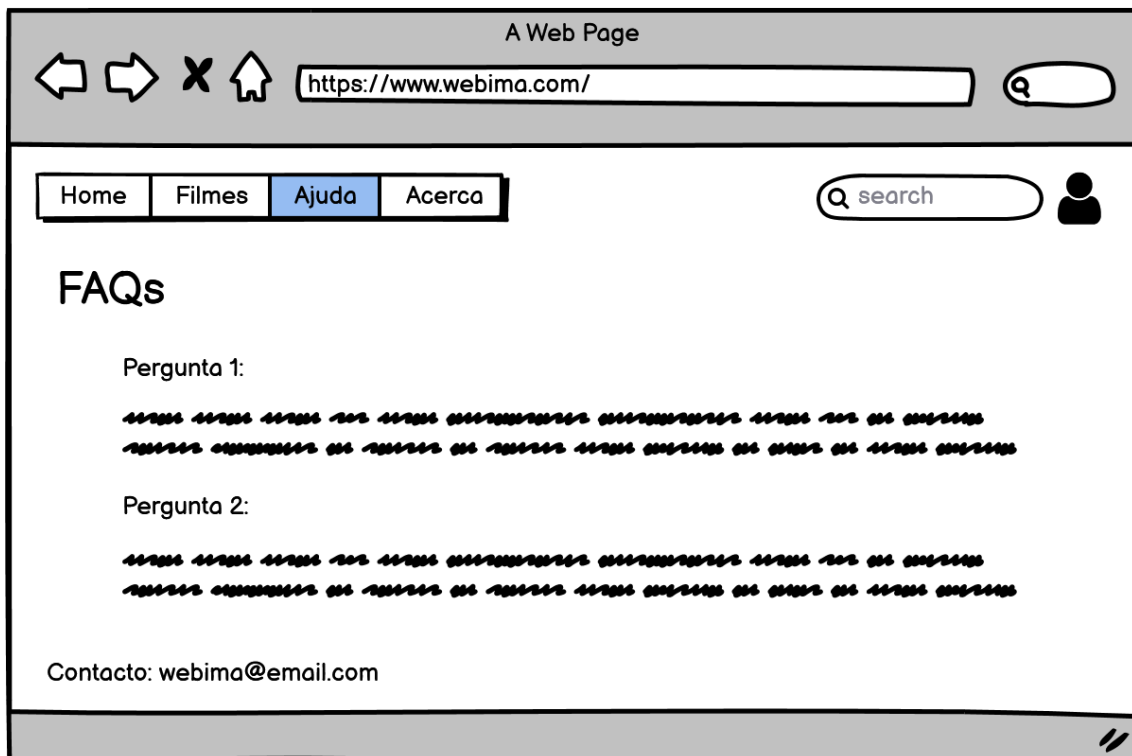 A Web Page
https://www.webima.com/
Home Filmes Ajuda Acerca search
FAQs
Pergunta 1:
Pergunta 2:
Contacto: webima@email.com